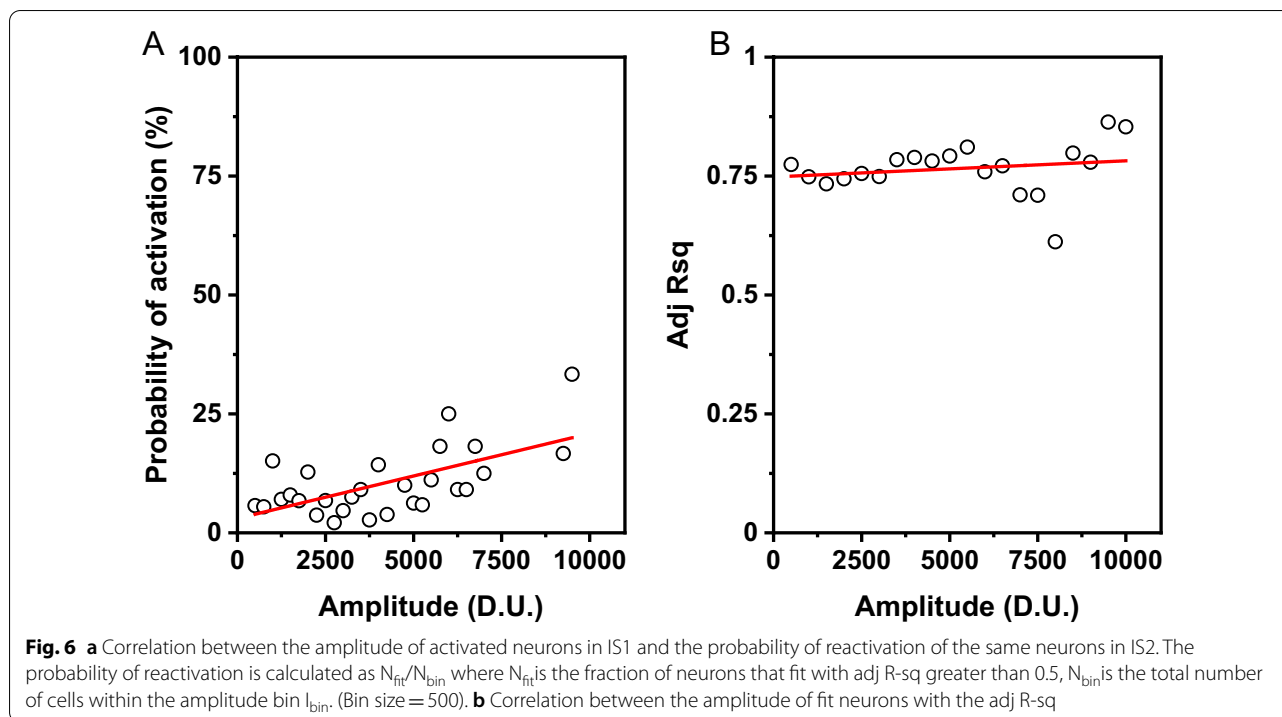 A
B
100
75
50
25
0
Probability of activation (%)
0 2500 5000 7500 10000
Amplitude (D.U.)
1
0.75
0.5
0.25
0
Adj Rsq
0 2500 5000 7500 10000
Amplitude (D.U.)
Fig. 6 a Correlation between the amplitude of activated neurons in IS1 and the probability of reactivation of the same neurons in IS2. The
probability of reactivation is calculated as Nfit/Nbin where Nfitis the fraction of neurons that fit with adj R-sq greater than 0.5, Nbinis the total number
of cells within the amplitude bin Ibin. (Bin size = 500). b Correlation between the amplitude of fit neurons with the adj R-sq